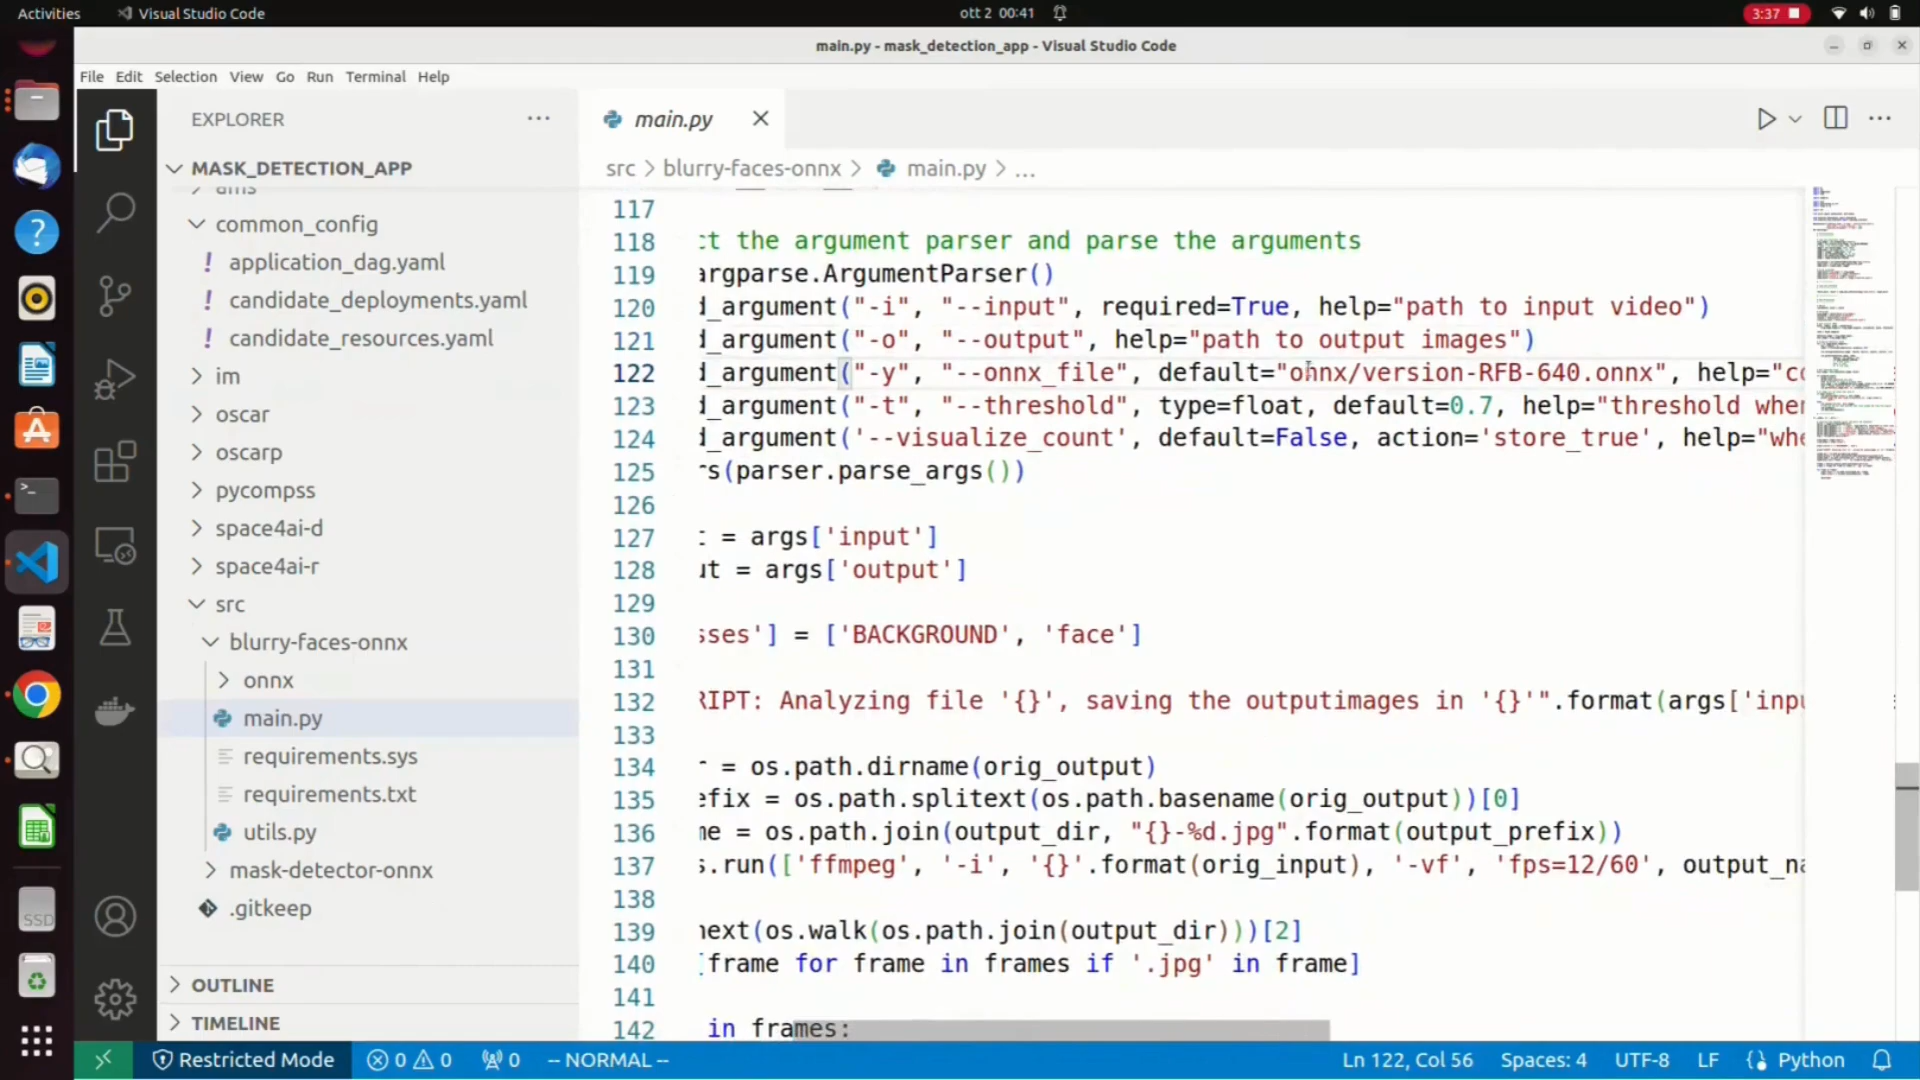 Activities
Visual Studio Code
ott 2 00:41
3:37
main.py - mask_detection_app - Visual Studio Code
File Edit Selection View Go Run Terminal Help
EXPLORER
main.py
MASK_DETECTION_APP
src > blurry-faces-onnx > main.py > ...
ams
common_config
application_dag.yaml
candidate_deployments.yaml
candidate_resources.yaml
im
oscar
oscarp
pycompss
space4ai-d
space4ai-r
src
blurry-faces-onnx
onnx
main.py
requirements.sys
requirements.txt
utils.py
mask-detector-onnx
.gitkeep
OUTLINE
TIMELINE
117
118 ct the argument parser and parse the arguments
119 argparse.ArgumentParser()
120 d_argument("-i", "--input", required=True, help="path to input video")
121 d_argument("-o", "--output", help="path to output images")
122 d_argument("-y", "--onnx_file", default="onnx/version-RFB-640.onnx", help="co
123 d_argument("-t", "--threshold", type=float, default=0.7, help="threshold when
124 d_argument('--visualize_count', default=False, action='store_true', help="whe
125 rs(parser.parse_args())
126
127 t = args['input']
128 ut = args['output']
129
130 sses'] = ['BACKGROUND', 'face']
131
132 RIPT: Analyzing file '{}', saving the outputimages in '{}'".format(args['inpu
133
134 r = os.path.dirname(orig_output)
135 efix = os.path.splitext(os.path.basename(orig_output))[0]
136 me = os.path.join(output_dir, "{}-%d.jpg".format(output_prefix))
137 s.run(['ffmpeg', '-i', '{}'.format(orig_input), '-vf', 'fps=12/60', output_na
138
139 next(os.walk(os.path.join(output_dir)))[2]
140 [frame for frame in frames if '.jpg' in frame]
141
142 in frames:
SSD
Restricted Mode
0 0
0
-- NORMAL --
Ln 122, Col 56
Spaces: 4
UTF-8
LF
Python